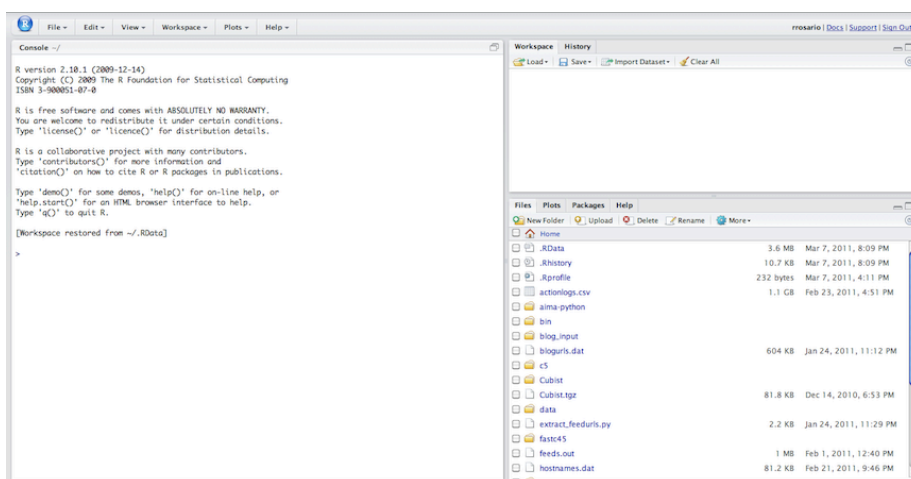 R
File Edit View Workspace Plots Help
rrosario | Docs | Support | Sign Out
Console ~/
R version 2.10.1 (2009-12-14)
Copyright (C) 2009 The R Foundation for Statistical Computing
ISBN 3-900051-07-0
R is free software and comes with ABSOLUTELY NO WARRANTY.
You are welcome to redistribute it under certain conditions.
Type 'license()' or 'licence()' for distribution details.
R is a collaborative project with many contributors.
Type 'contributors()' for more information and
'citation()' on how to cite R or R packages in publications.
Type 'demo()' for some demos, 'help()' for on-line help, or
'help.start()' for an HTML browser interface to help.
Type 'q()' to quit R.
[Workspace restored from ~/.RData]
>
Workspace History
Load Save Import Dataset Clear All
Files Plots Packages Help
New Folder Upload Delete Rename More
Home
.RData 3.6 MB Mar 7, 2011, 8:09 PM
.Rhistory 10.7 KB Mar 7, 2011, 8:09 PM
.Rprofile 232 bytes Mar 7, 2011, 4:11 PM
actionlogs.csv 1.1 GB Feb 23, 2011, 4:51 PM
aima-python
bin
blog_input
blogurls.dat 604 KB Jan 24, 2011, 11:12 PM
c5
Cubist
Cubist.tgz 81.8 KB Dec 14, 2010, 6:53 PM
data
extract_feedurls.py 2.2 KB Jan 24, 2011, 11:29 PM
fastc45
feeds.out 1 MB Feb 1, 2011, 12:40 PM
hostnames.dat 81.2 KB Feb 21, 2011, 9:46 PM